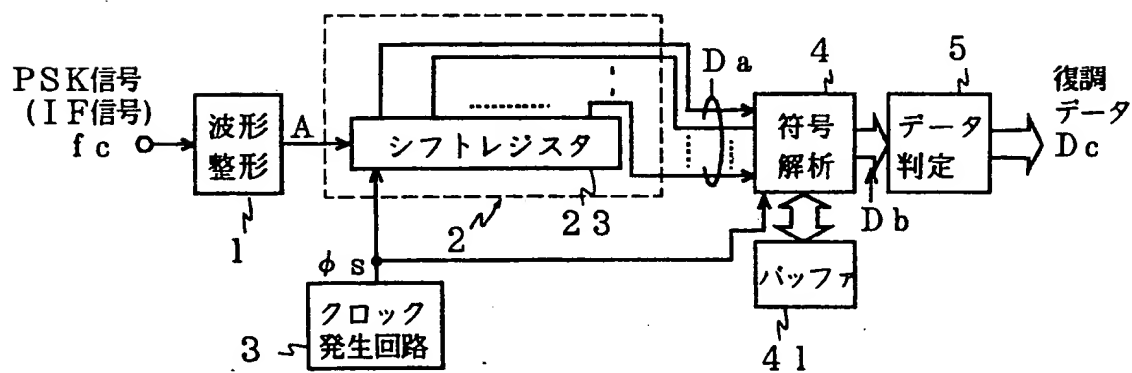 PSK信号
(IF信号)
fc
波形
整形
1
A
シフトレジスタ
23
2
φs
クロック
発生回路
3
Da
4
符号
解析
Db
バッファ
41
5
データ
判定
復調
データ
Dc